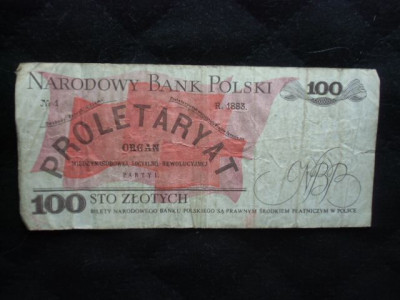 NARODOWY BANK POLSKI
100
No 1
R. 1883.
PROLETARYAT
ORGAN
MIĘDZYNARODOWEJ SOCJALNO REWOLUCYJNEJ
PARTYI.
100
STO ZŁOTYCH
BILETY NARODOWEGO BANKU POLSKIEGO SĄ PRAWNYM ŚRODKIEM PŁATNICZYM W POLSCE
NBP